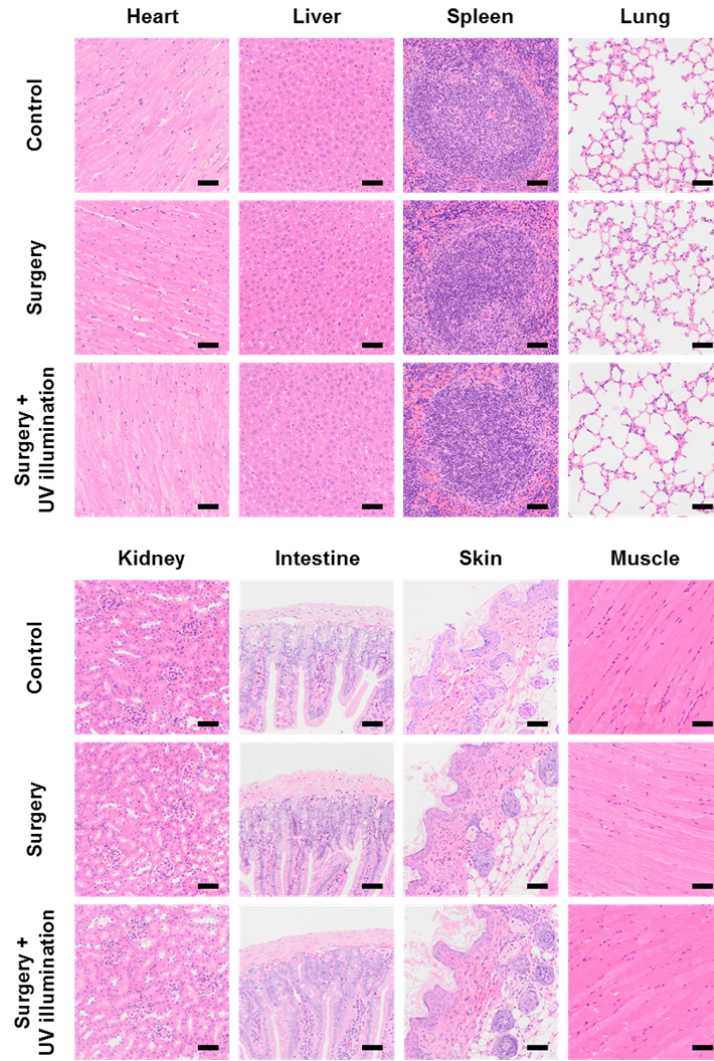 Heart Liver Spleen Lung
Control
Surgery
Surgery +
UV illumination
Kidney Intestine Skin Muscle
Control
Surgery
Surgery +
UV illumination